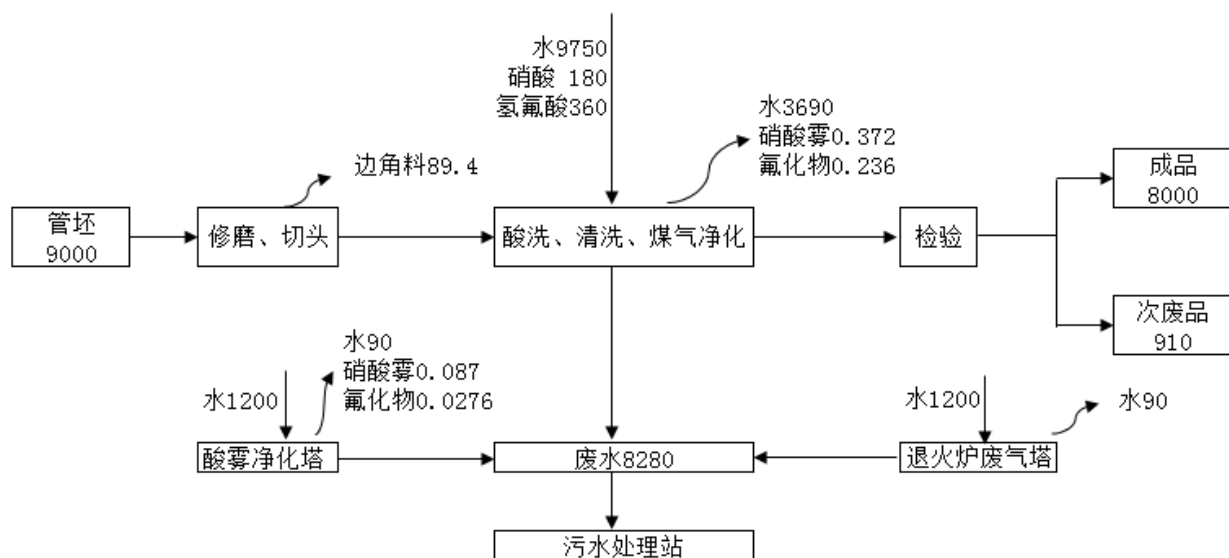 水9750
硝酸 180
氢氟酸360
水3690
硝酸雾0.372
氟化物0.236
边角料89.4
成品
8000
管坯
9000
修磨、切头
酸洗、清洗、煤气净化
检验
次废品
910
水90
硝酸雾0.087
氟化物0.0276
水1200
水1200
水90
酸雾净化塔
废水8280
退火炉废气塔
污水处理站